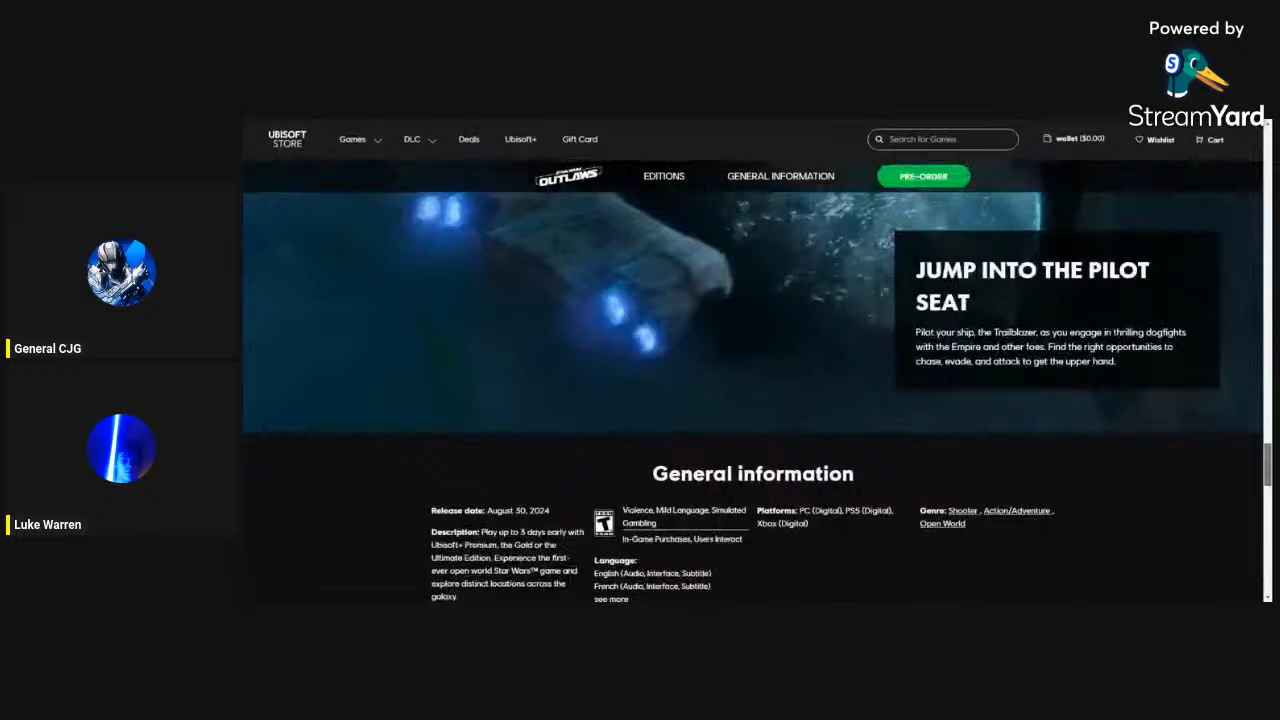 Powered by
S
StreamYard
UBISOFT
STORE
Games
DLC
Deals
Ubisoft+
Gift Card
Search for Games
wallet ($0.00)
Wishlist
Cart
STAR WARS
OUTLAWS
EDITIONS
GENERAL INFORMATION
PRE-ORDER
JUMP INTO THE PILOT
SEAT
Pilot your ship, the Trailblazer, as you engage in thrilling dogfights
with the Empire and other foes. Find the right opportunities to
chase, evade, and attack to get the upper hand.
General CJG
Luke Warren
General information
Release date: August 30, 2024
Description: Play up to 3 days early with
Ubisoft+ Premium, the Gold or the
Ultimate Edition. Experience the first-
ever open world Star Wars™ game and
explore distinct locations across the
galaxy.
TEEN
T
Violence, Mild Language, Simulated
Gambling
In-Game Purchases, Users Interact
Language:
English (Audio, Interface, Subtitle)
French (Audio, Interface, Subtitle)
see more
Platforms: PC (Digital), PS5 (Digital),
Xbox (Digital)
Genre: Shooter , Action/Adventure ,
Open World